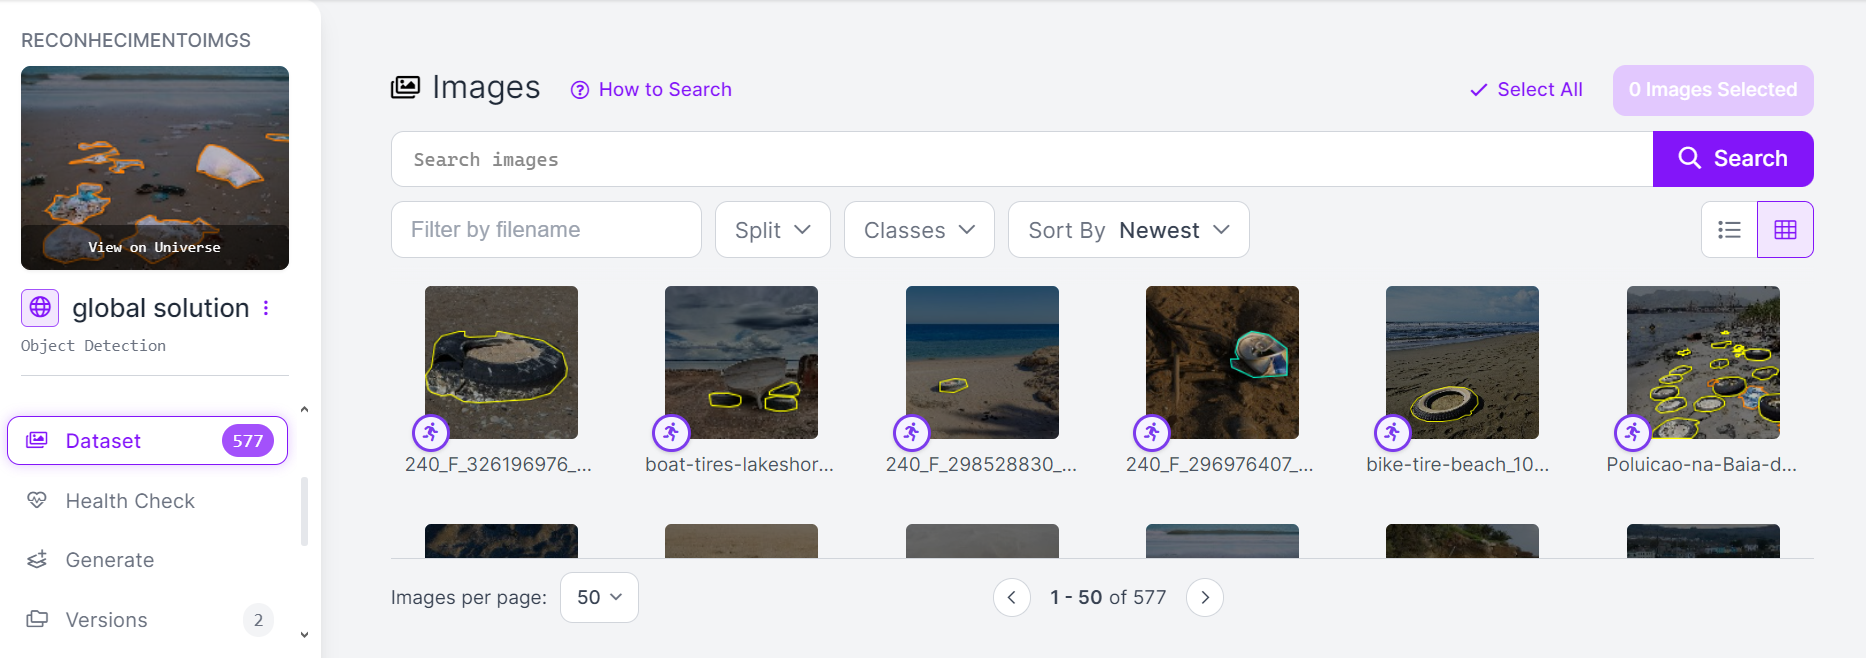 RECONHECIMENTOIMGS
View on Universe
global solution
Object Detection
Dataset 577
Health Check
Generate
Versions 2
Images
How to Search
Select All
0 Images Selected
Search images
Search
Filter by filename
Split
Classes
Sort By Newest
240_F_326196976_...
boat-tires-lakeshor...
240_F_298528830_...
240_F_296976407_...
bike-tire-beach_10...
Poluicao-na-Baia-d...
Images per page: 50
1 - 50 of 577